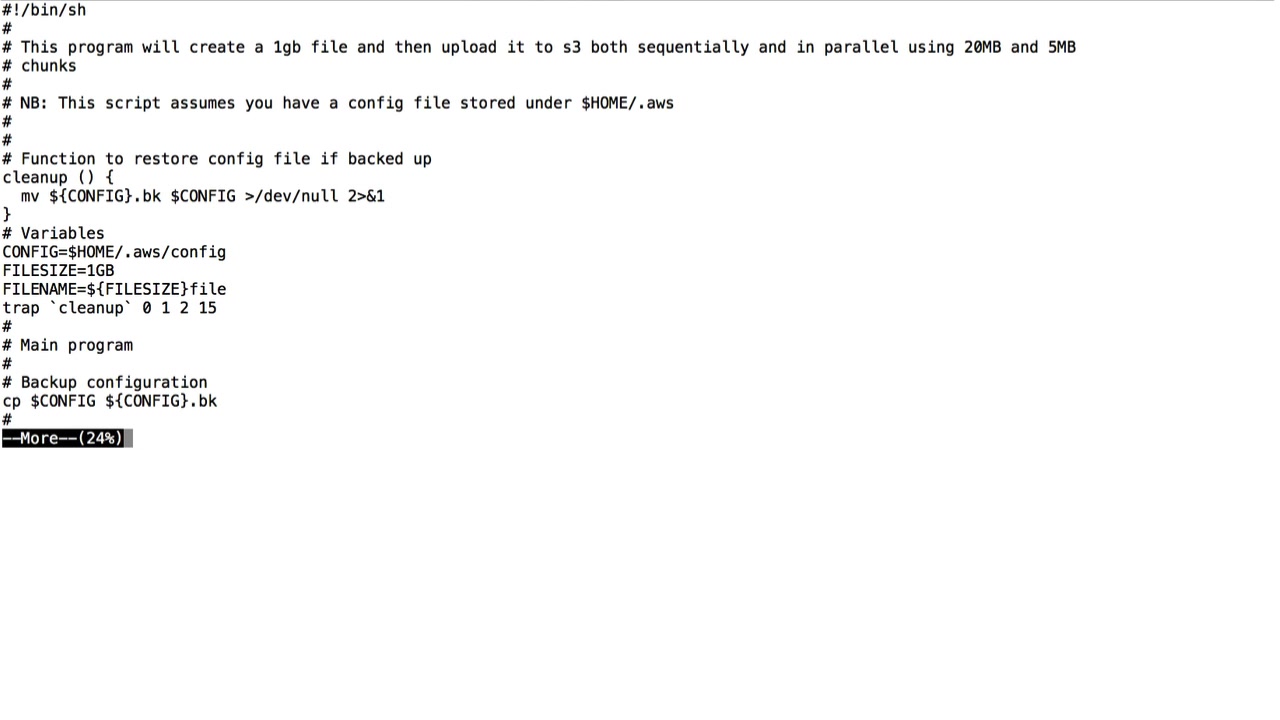 #!/bin/sh
#
# This program will create a 1gb file and then upload it to s3 both sequentially and in parallel using 20MB and 5MB
# chunks
#
# NB: This script assumes you have a config file stored under $HOME/.aws
#
#
# Function to restore config file if backed up
cleanup () {
  mv ${CONFIG}.bk $CONFIG >/dev/null 2>&1
}
# Variables
CONFIG=$HOME/.aws/config
FILESIZE=1GB
FILENAME=${FILESIZE}file
trap `cleanup` 0 1 2 15
#
# Main program
#
# Backup configuration
cp $CONFIG ${CONFIG}.bk
#
--More--(24%)